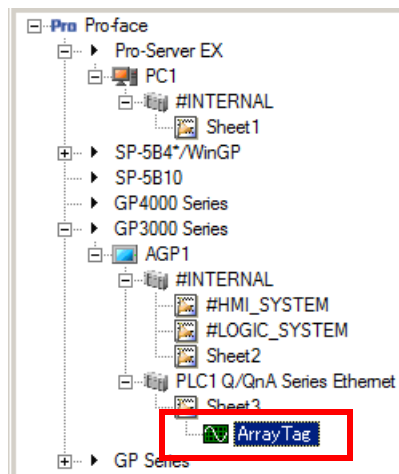 Pro Pro-face
Pro-Server EX
PC1
#INTERNAL
Sheet1
SP-5B4*/WinGP
SP-5B10
GP4000 Series
GP3000 Series
AGP1
#INTERNAL
#HMI_SYSTEM
#LOGIC_SYSTEM
Sheet2
PLC1 Q/QnA Series Ethernet
Sheet3
ArrayTag
GP Series